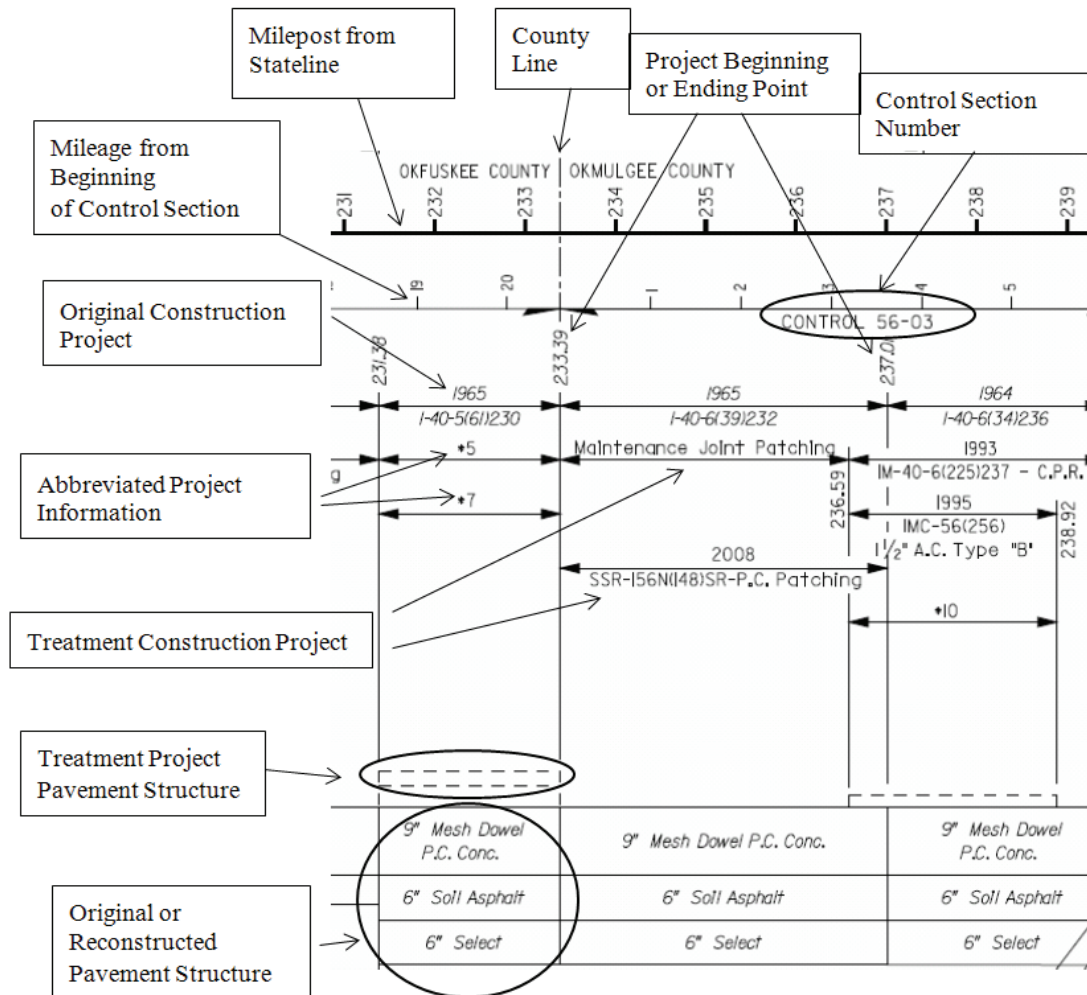 Milepost from
Stateline
County
Line
Project Beginning
or Ending Point
Control Section
Number
Mileage from
Beginning
of Control Section
OKFUSKEE COUNTY
OKMULGEE COUNTY
231
232
233
234
235
236
237
238
239
19
20
1
2
3
4
5
CONTROL 56-03
Original Construction
Project
231.38
233.39
237.01
1965
I-40-5(61)230
1965
I-40-6(39)232
1964
I-40-6(34)236
g
*5
Maintenance Joint Patching
1993
IM-40-6(225)237 - C.P.R.
Abbreviated Project
Information
*7
236.59
1995
IMC-56(256)
1 1/2" A.C. Type "B"
238.92
2008
SSR-156N(148)SR-P.C. Patching
*10
Treatment Construction Project
Treatment Project
Pavement Structure
9" Mesh Dowel
P.C. Conc.
9" Mesh Dowel P.C. Conc.
9" Mesh Dowel
P.C. Conc.
6" Soil Asphalt
6" Soil Asphalt
6" Soil Asphalt
6" Select
6" Select
6" Select
Original or
Reconstructed
Pavement Structure